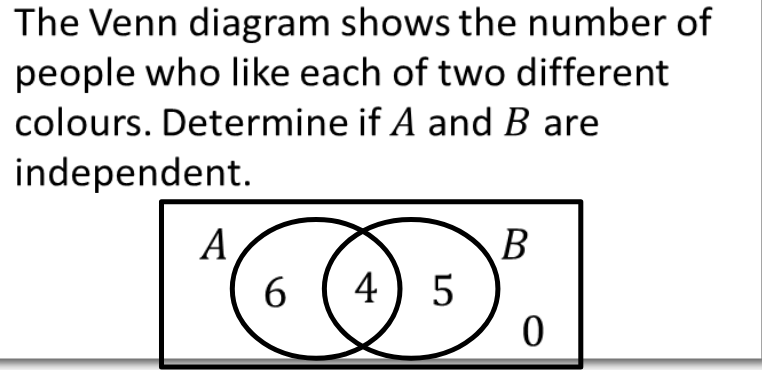 The Venn diagram shows the number of
people who like each of two different
colours. Determine if A and B are
independent.
A B
6 4 5
0